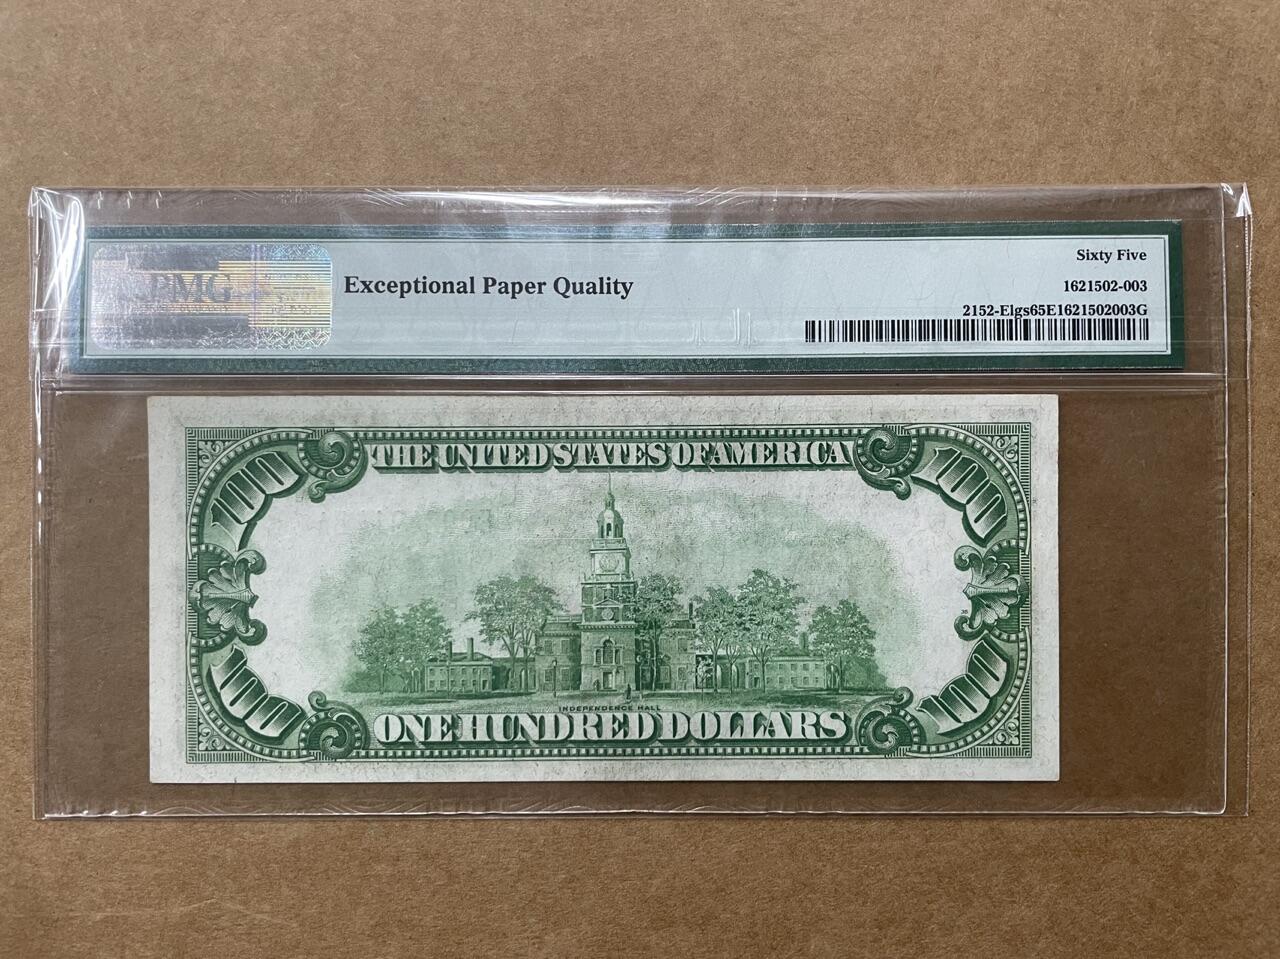 PMG
Exceptional Paper Quality
Sixty Five
1621502-003
2152-Elgs65E1621502003G
THE UNITED STATES OF AMERICA
100
100
INDEPENDENCE HALL
100
100
ONE HUNDRED DOLLARS